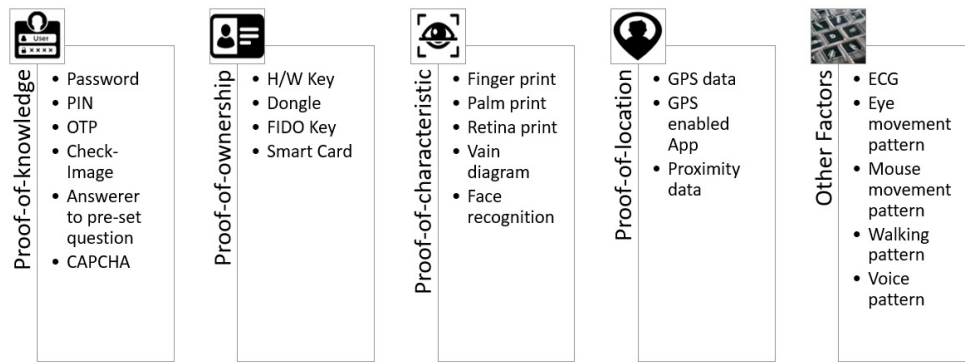 User
××××
Proof-of-knowledge
• Password
• PIN
• OTP
• Check-
Image
• Answerer
to pre-set
question
• CAPCHA
Proof-of-ownership
• H/W Key
• Dongle
• FIDO Key
• Smart Card
Proof-of-characteristic
• Finger print
• Palm print
• Retina print
• Vain
diagram
• Face
recognition
Proof-of-location
• GPS data
• GPS
enabled
App
• Proximity
data
Other Factors
• ECG
• Eye
movement
pattern
• Mouse
movement
pattern
• Walking
pattern
• Voice
pattern